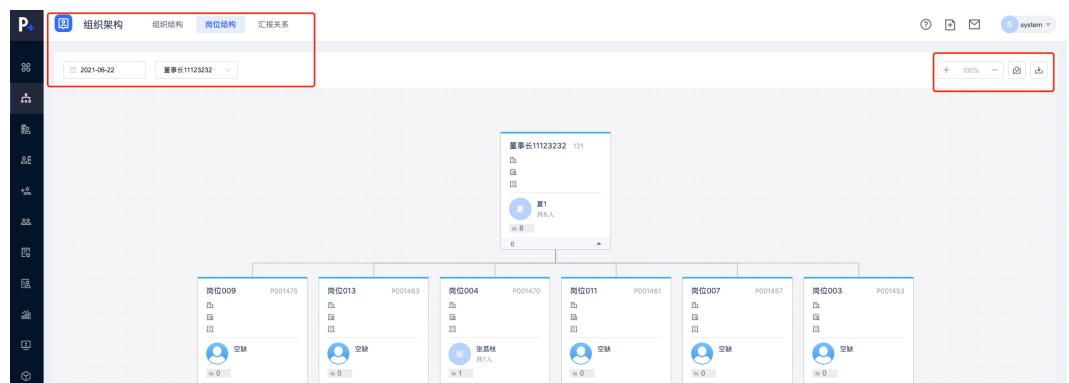 P+ 组织架构 组织结构 岗位结构 汇报关系 S system
2021-06-22 董事长11123232 + 100% −
董事长11123232 121
夏 夏1
共8人
8
6
岗位009 P001475 岗位013 P001463 岗位004 P001470 岗位011 P001461 岗位007 P001457 岗位003 P001453
空缺 空缺 张 张荔枝 空缺 空缺 空缺
共1人
0 0 1 0 0 0